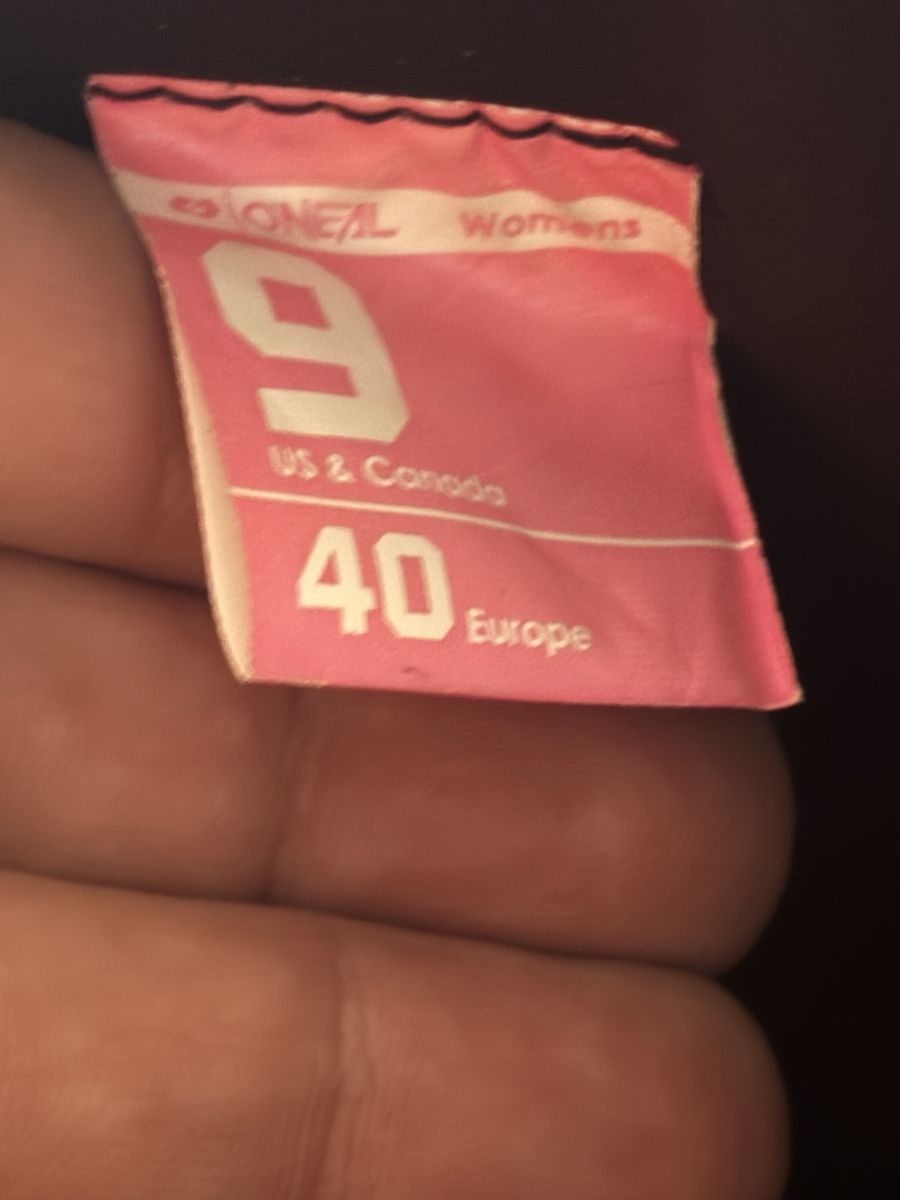 O'NEAL Womens
9
US & Canada
40 Europe